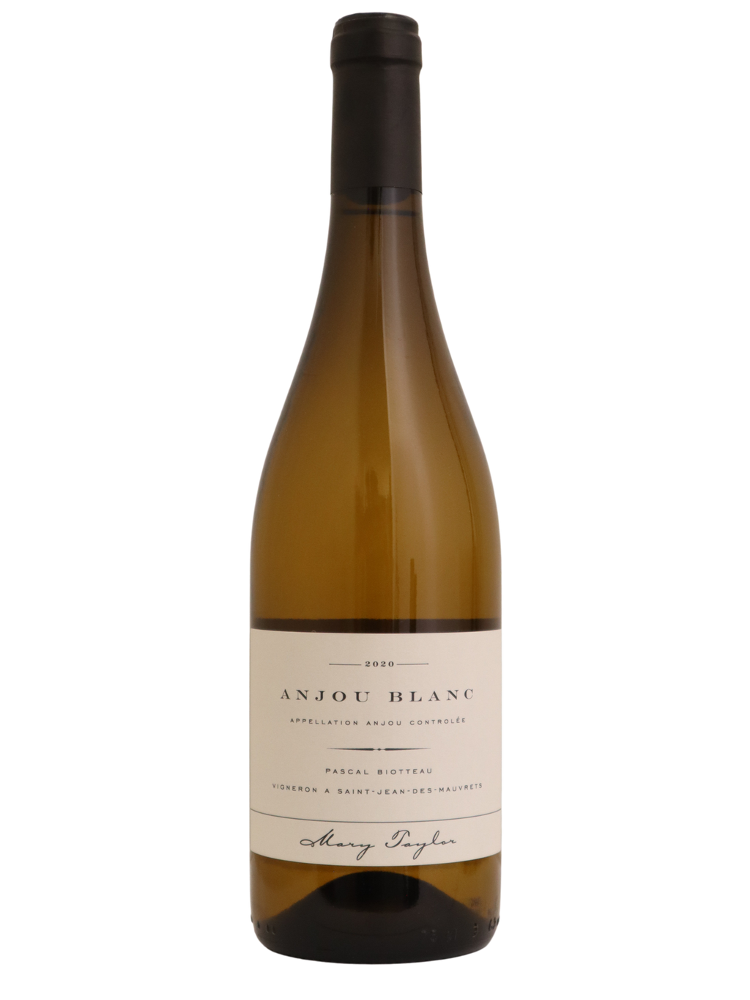 2020
ANJOU BLANC
APPELLATION ANJOU CONTROLÉE
PASCAL BIOTTEAU
VIGNERON A SAINT-JEAN-DES-MAUVRETS
Mary Taylor